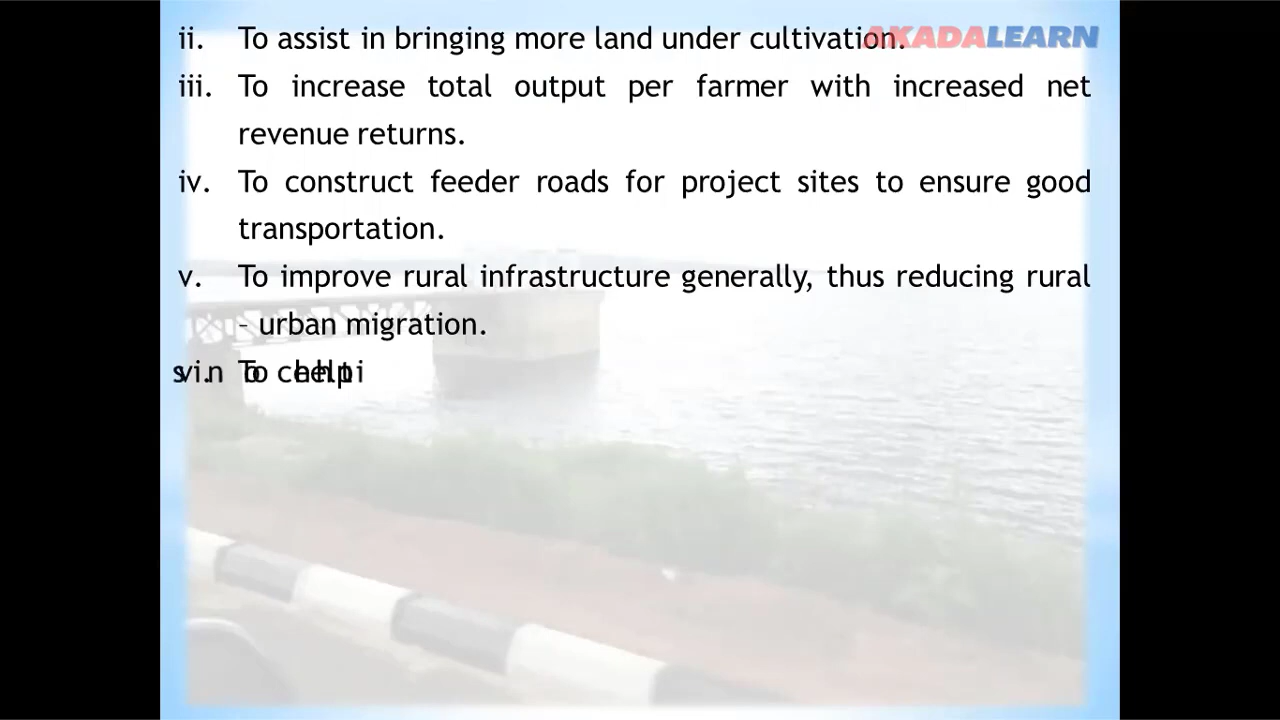 AKADALEARN
ii. To assist in bringing more land under cultivation.
iii. To increase total output per farmer with increased net
revenue returns.
iv. To construct feeder roads for project sites to ensure good
transportation.
v. To improve rural infrastructure generally, thus reducing rural
– urban migration.
vi. To